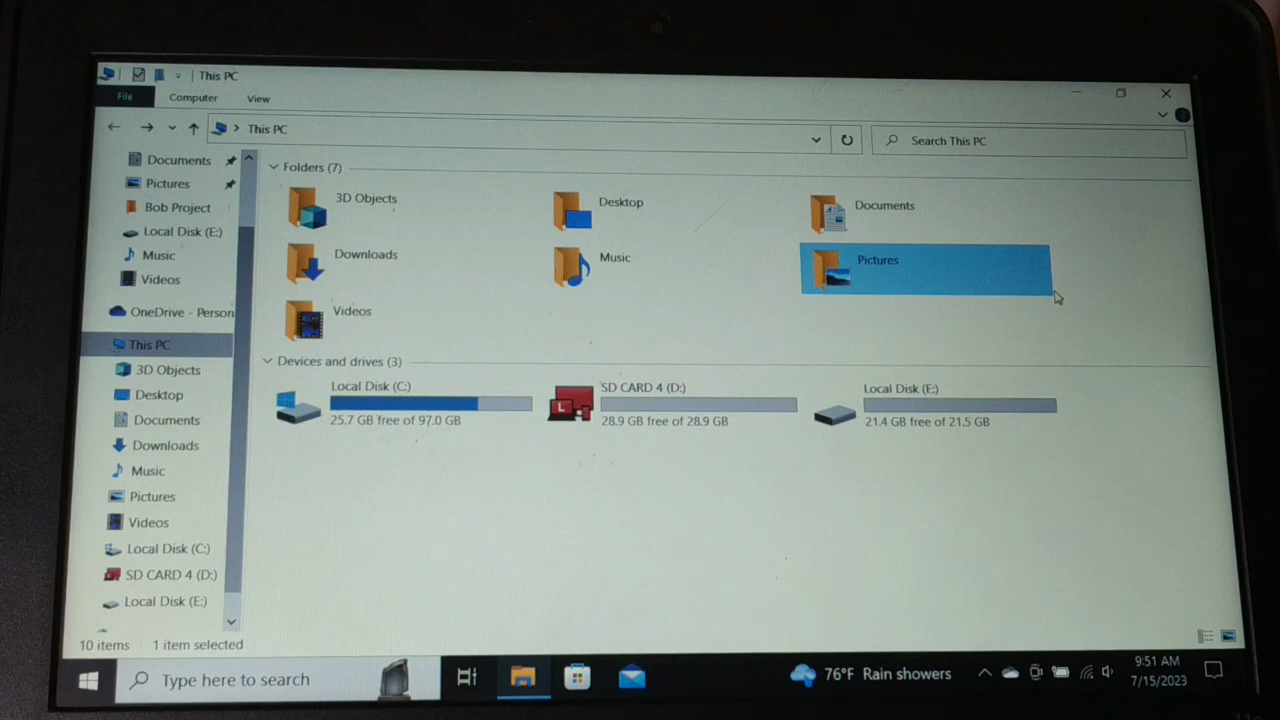 This PC
File Computer View
This PC
Search This PC
Documents
Pictures
Bob Project
Local Disk (E:)
Music
Videos
OneDrive - Person
This PC
3D Objects
Desktop
Documents
Downloads
Music
Pictures
Videos
Local Disk (C:)
SD CARD 4 (D:)
Local Disk (E:)
Folders (7)
3D Objects
Desktop
Documents
Downloads
Music
Pictures
Videos
Devices and drives (3)
Local Disk (C:)
25.7 GB free of 97.0 GB
SD CARD 4 (D:)
28.9 GB free of 28.9 GB
Local Disk (E:)
21.4 GB free of 21.5 GB
10 items 1 item selected
Type here to search
76°F Rain showers
9:51 AM
7/15/2023